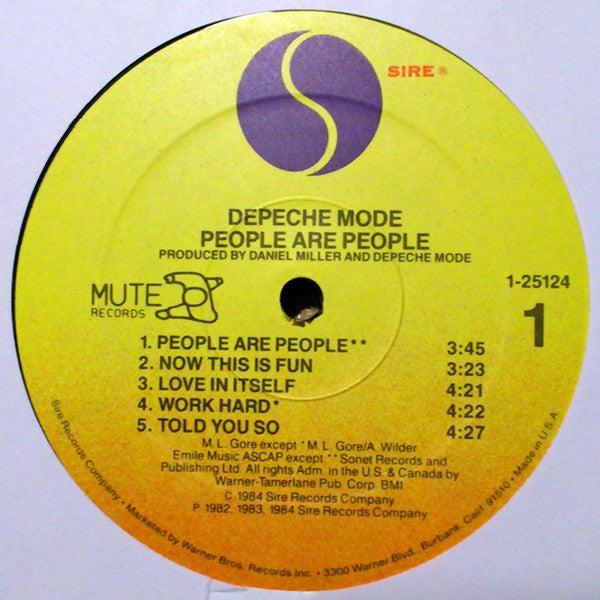 SIRE ®
DEPECHE MODE
PEOPLE ARE PEOPLE
PRODUCED BY DANIEL MILLER AND DEPECHE MODE
MUTE
RECORDS
1-25124
1
1. PEOPLE ARE PEOPLE** 3:45
2. NOW THIS IS FUN 3:23
3. LOVE IN ITSELF 4:21
4. WORK HARD* 4:22
5. TOLD YOU SO 4:27
M. L. Gore except * M. L. Gore/A. Wilder
Emile Music ASCAP except ** Sonet Records and
Publishing Ltd. All rights Adm. in the U.S. & Canada by
Warner-Tamerlane Pub. Corp. BMI
C 1984 Sire Records Company
P 1982, 1983, 1984 Sire Records Company
Sire Records Company • Marketed by Warner Bros. Records Inc. • 3300 Warner Blvd., Burbank, Calif. 91510 • Made in U.S.A.